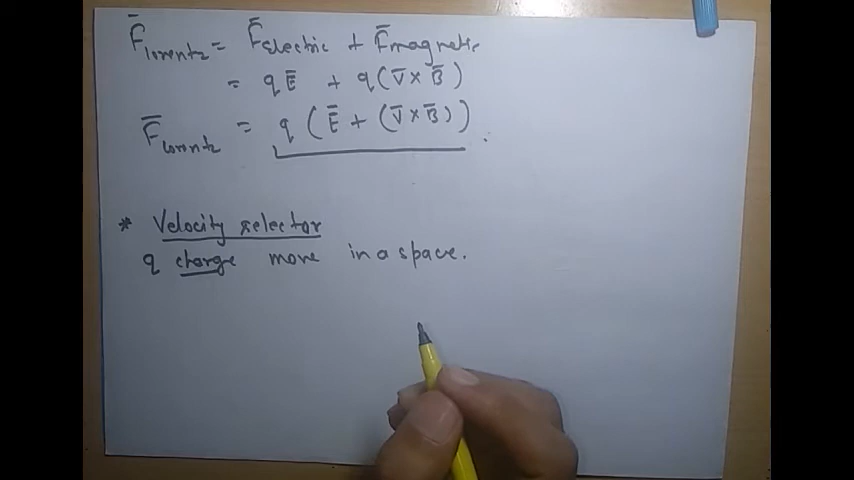 F̄lorentz = F̄Electric + F̄magnetic
= qĒ + q(V̄ × B̄)
F̄Lorentz = q (Ē + (V̄ × B̄)) .
* Velocity selector
q charge move in a space.